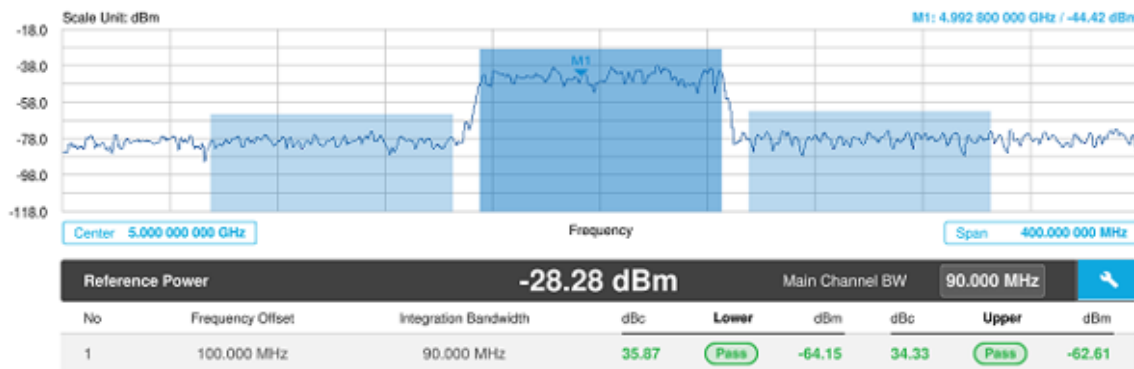 Scale Unit: dBm M1: 4.992 800 000 GHz / -44.42 dBm
-18.0
M1
-38.0
-58.0
-78.0
-98.0
-118.0
Center 5.000 000 000 GHz Frequency Span 400.000 000 MHz
Reference Power -28.28 dBm Main Channel BW 90.000 MHz
No Frequency Offset Integration Bandwidth dBc Lower dBm dBc Upper dBm
1 100.000 MHz 90.000 MHz 35.87 Pass -64.15 34.33 Pass -62.61